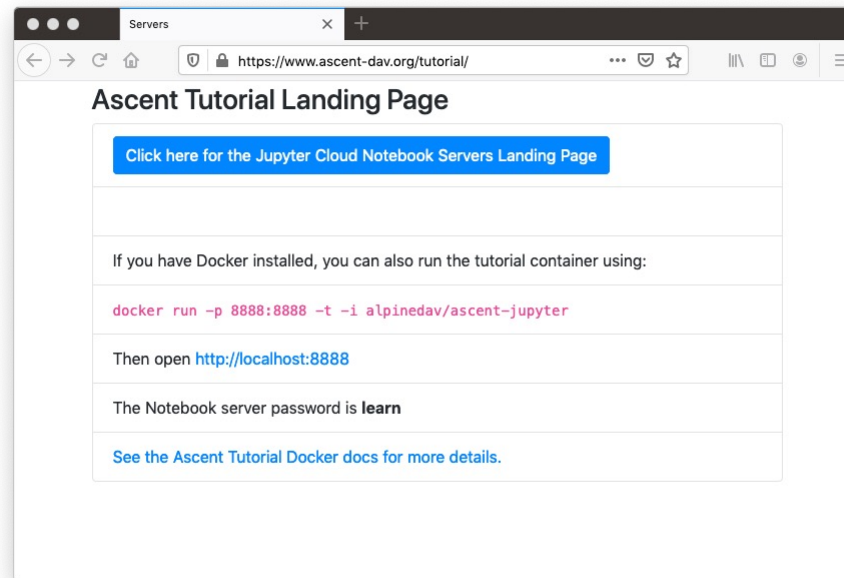 Servers
https://www.ascent-dav.org/tutorial/
Ascent Tutorial Landing Page
Click here for the Jupyter Cloud Notebook Servers Landing Page
If you have Docker installed, you can also run the tutorial container using:
docker run -p 8888:8888 -t -i alpinedav/ascent-jupyter
Then open http://localhost:8888
The Notebook server password is learn
See the Ascent Tutorial Docker docs for more details.